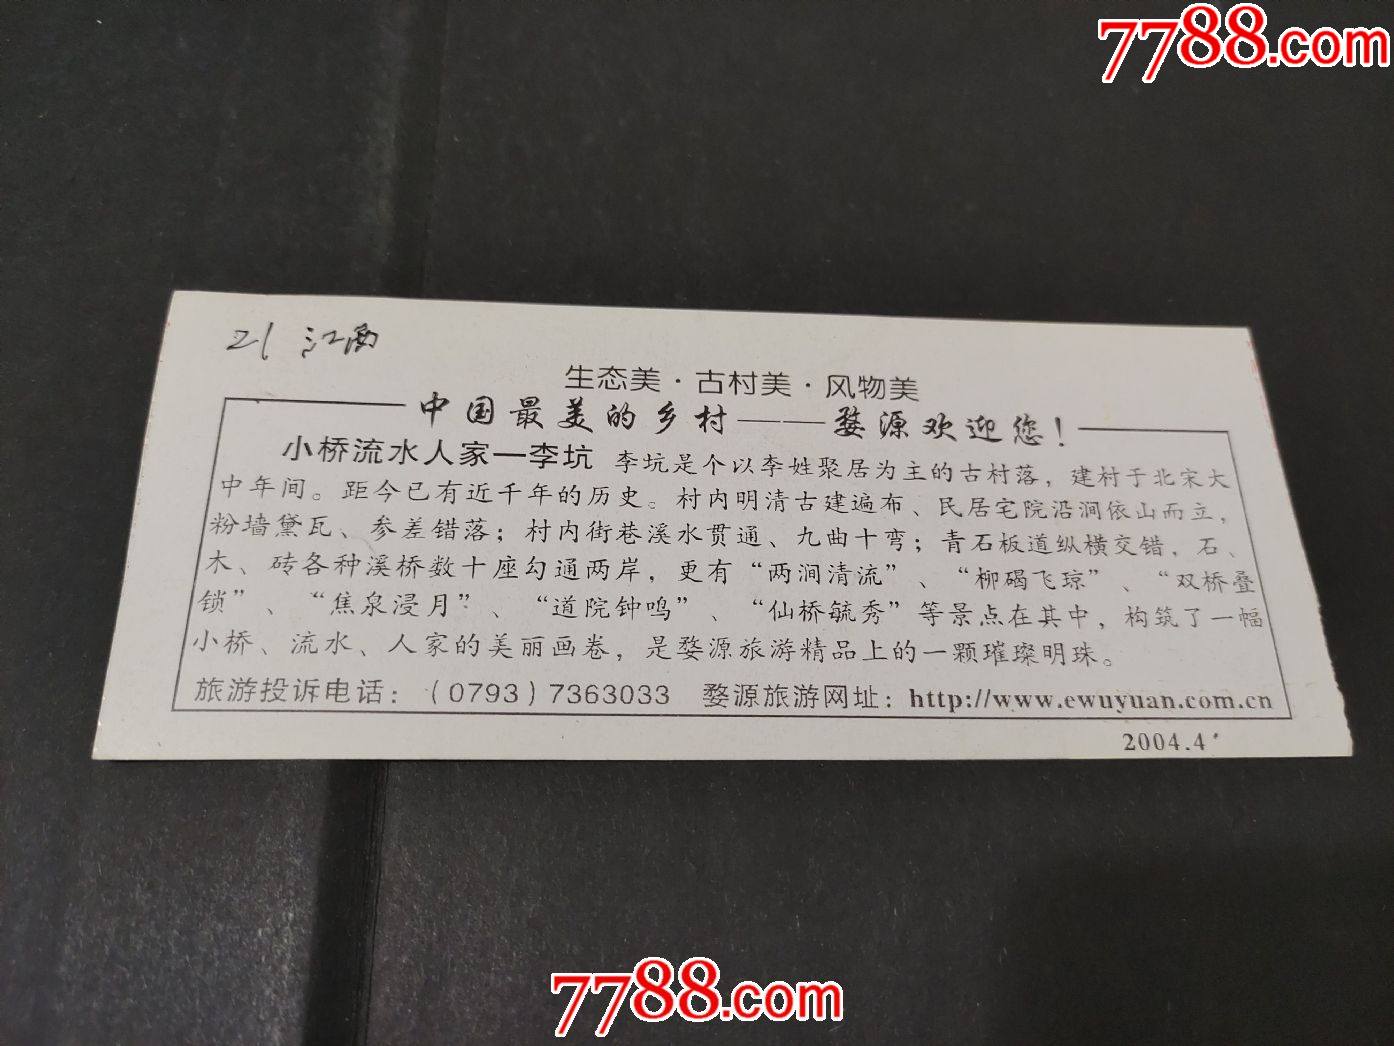 7788.com
21 江西
生态美·古村美·风物美
中国最美的乡村——婺源欢迎您！
小桥流水人家—李坑 李坑是个以李姓聚居为主的古村落，建村于北宋大
中年间。距今已有近千年的历史。村内明清古建遍布、民居宅院沿涧依山而立，
粉墙黛瓦、参差错落；村内街巷溪水贯通、九曲十弯；青石板道纵横交错，石、
木、砖各种溪桥数十座勾通两岸，更有“两涧清流”、“柳碣飞琼”、“双桥叠
锁”、“焦泉浸月”、“道院钟鸣”、“仙桥毓秀”等景点在其中，构筑了一幅
小桥、流水、人家的美丽画卷，是婺源旅游精品上的一颗璀璨明珠。
旅游投诉电话：（0793）7363033 婺源旅游网址：http://www.ewuyuan.com.cn
2004.4
7788.com